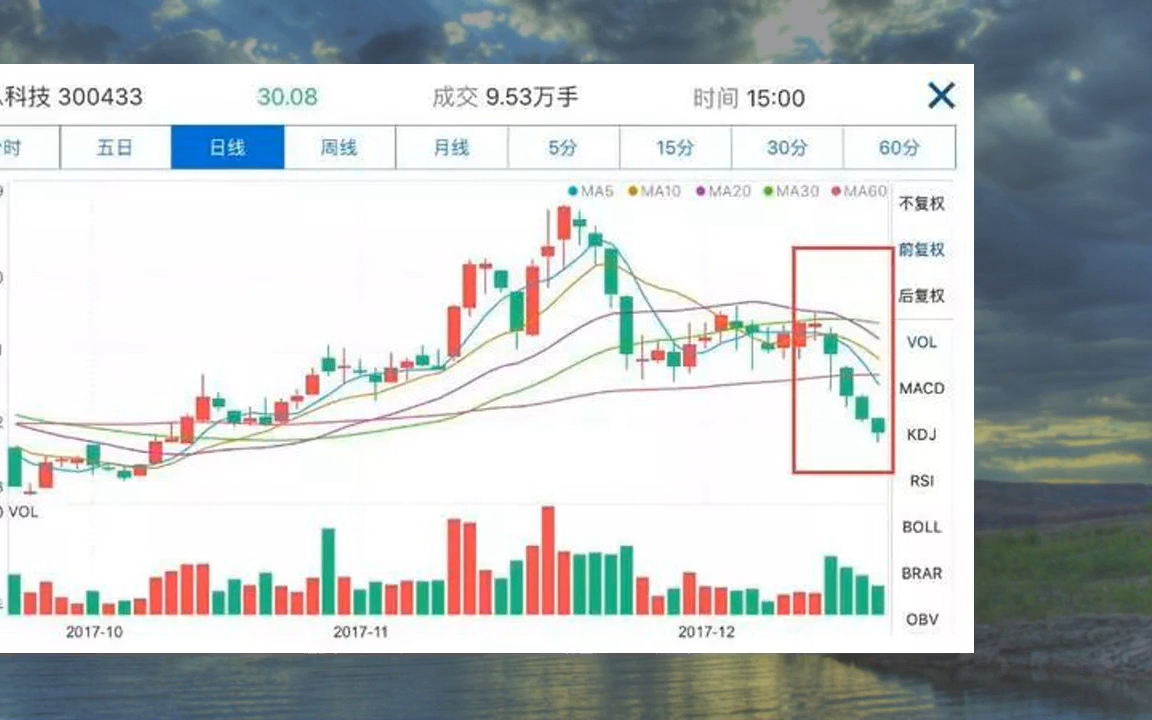 科技 300433 30.08 成交 9.53万手 时间 15:00
时 五日 日线 周线 月线 5分 15分 30分 60分
MA5 MA10 MA20 MA30 MA60
不复权
前复权
后复权
VOL
MACD
KDJ
RSI
BOLL
BRAR
OBV
VOL
2017-10 2017-11 2017-12